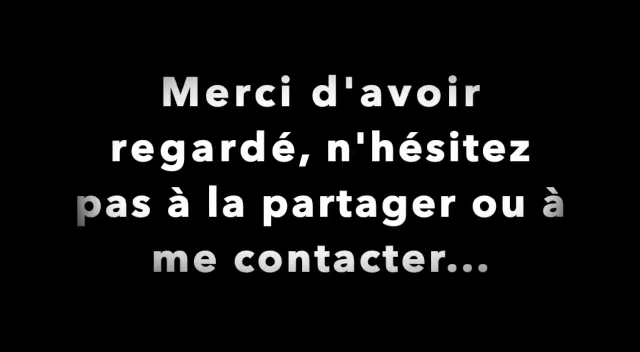 Merci d'avoir
regardé, n'hésitez
pas à la partager ou à
me contacter...